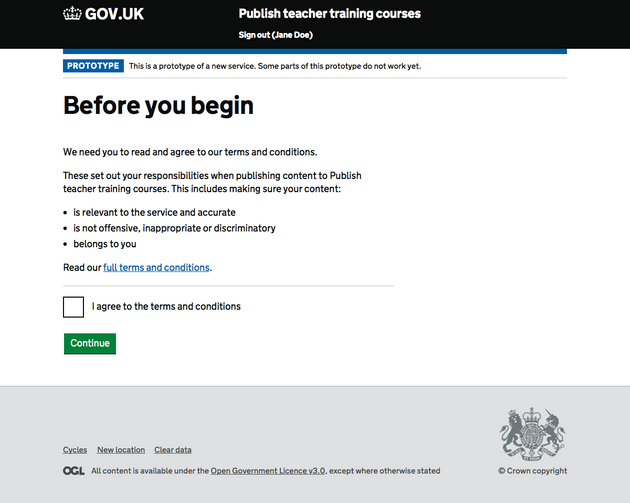 GOV.UK
Publish teacher training courses
Sign out (Jane Doe)
PROTOTYPE This is a prototype of a new service. Some parts of this prototype do not work yet.
Before you begin
We need you to read and agree to our terms and conditions.
These set out your responsibilities when publishing content to Publish
teacher training courses. This includes making sure your content:
• is relevant to the service and accurate
• is not offensive, inappropriate or discriminatory
• belongs to you
Read our full terms and conditions.
I agree to the terms and conditions
Continue
Cycles New location Clear data
OGL All content is available under the Open Government Licence v3.0, except where otherwise stated
© Crown copyright